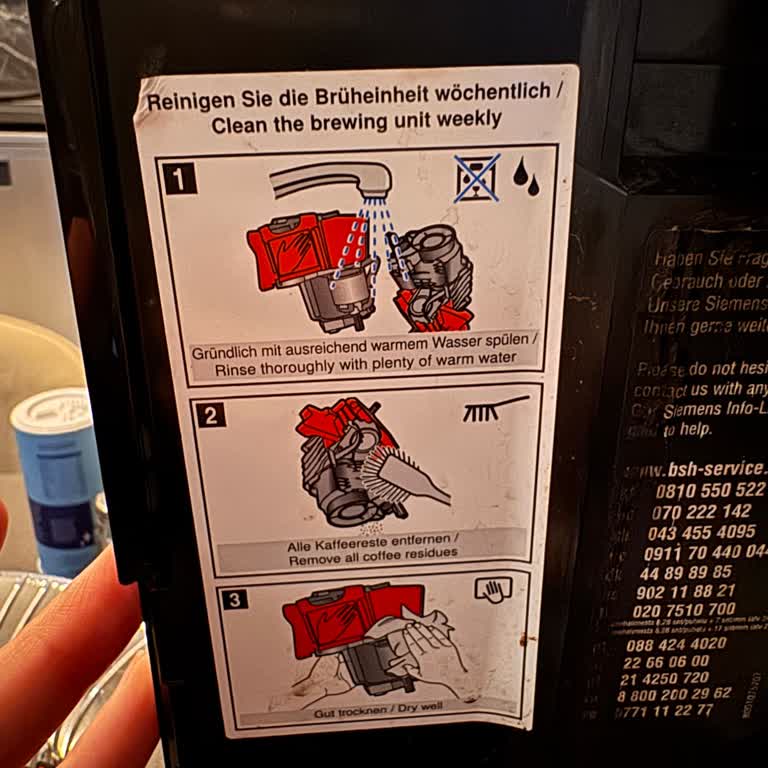 Reinigen Sie die Brüheinheit wöchentlich /
Clean the brewing unit weekly
1
Gründlich mit ausreichend warmem Wasser spülen /
Rinse thoroughly with plenty of warm water
2
Alle Kaffeereste entfernen /
Remove all coffee residues
3
Gut trocknen / Dry well
Haben Sie Frag
Gebrauch oder
Unsere Siemens
Ihnen gerne weit
Please do not hesi
contact us with any
Siemens Info-L
to help.
www.bsh-service.
0810 550 522
070 222 142
043 455 4095
0911 70 440 04
44 89 89 85
902 11 88 21
020 7510 700
088 424 4020
22 66 06 00
21 4250 720
8 800 200 29 62
0771 11 22 77